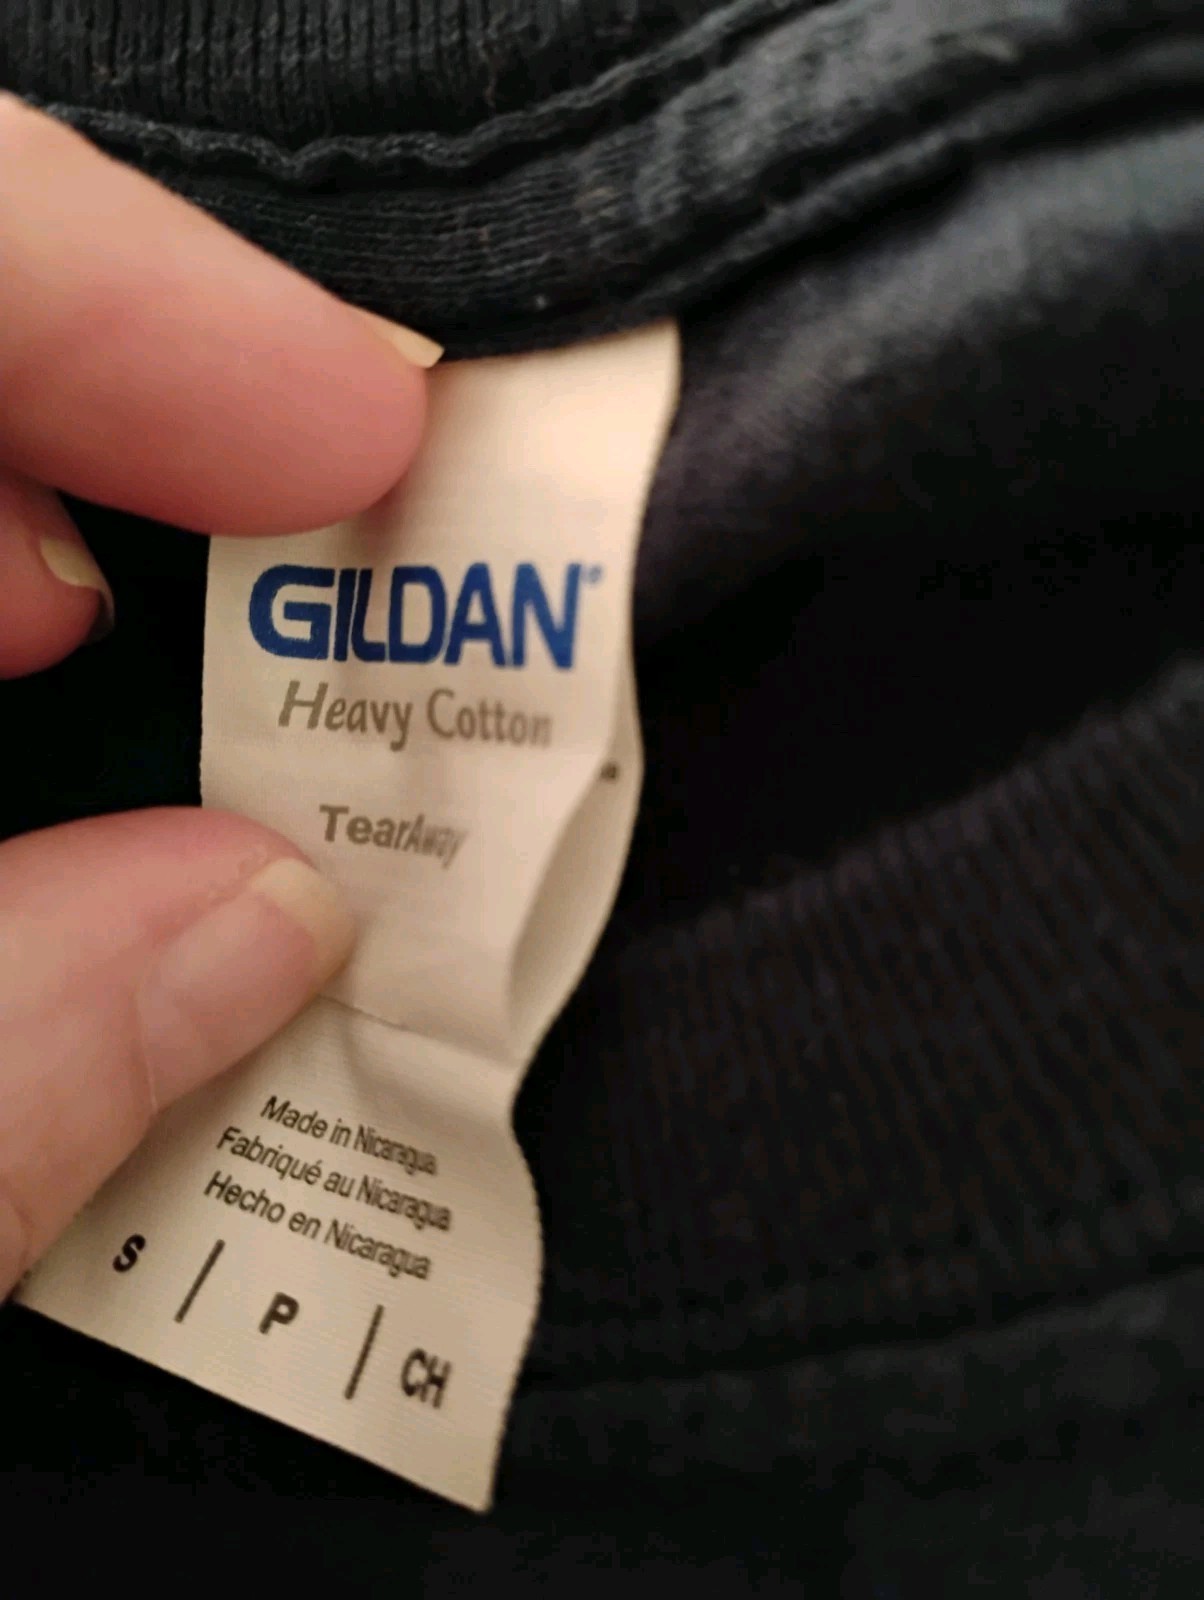 GILDAN®
Heavy Cotton
TearAway
Made in Nicaragua
Fabriqué au Nicaragua
Hecho en Nicaragua
S / P / CH